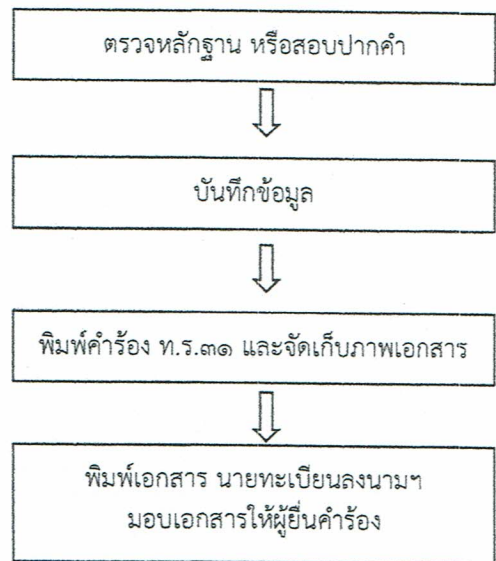 ตรวจหลักฐาน หรือสอบปากคำ
บันทึกข้อมูล
พิมพ์คำร้อง ท.ร.๓๑ และจัดเก็บภาพเอกสาร
พิมพ์เอกสาร นายทะเบียนลงนามฯ
มอบเอกสารให้ผู้ยื่นคำร้อง